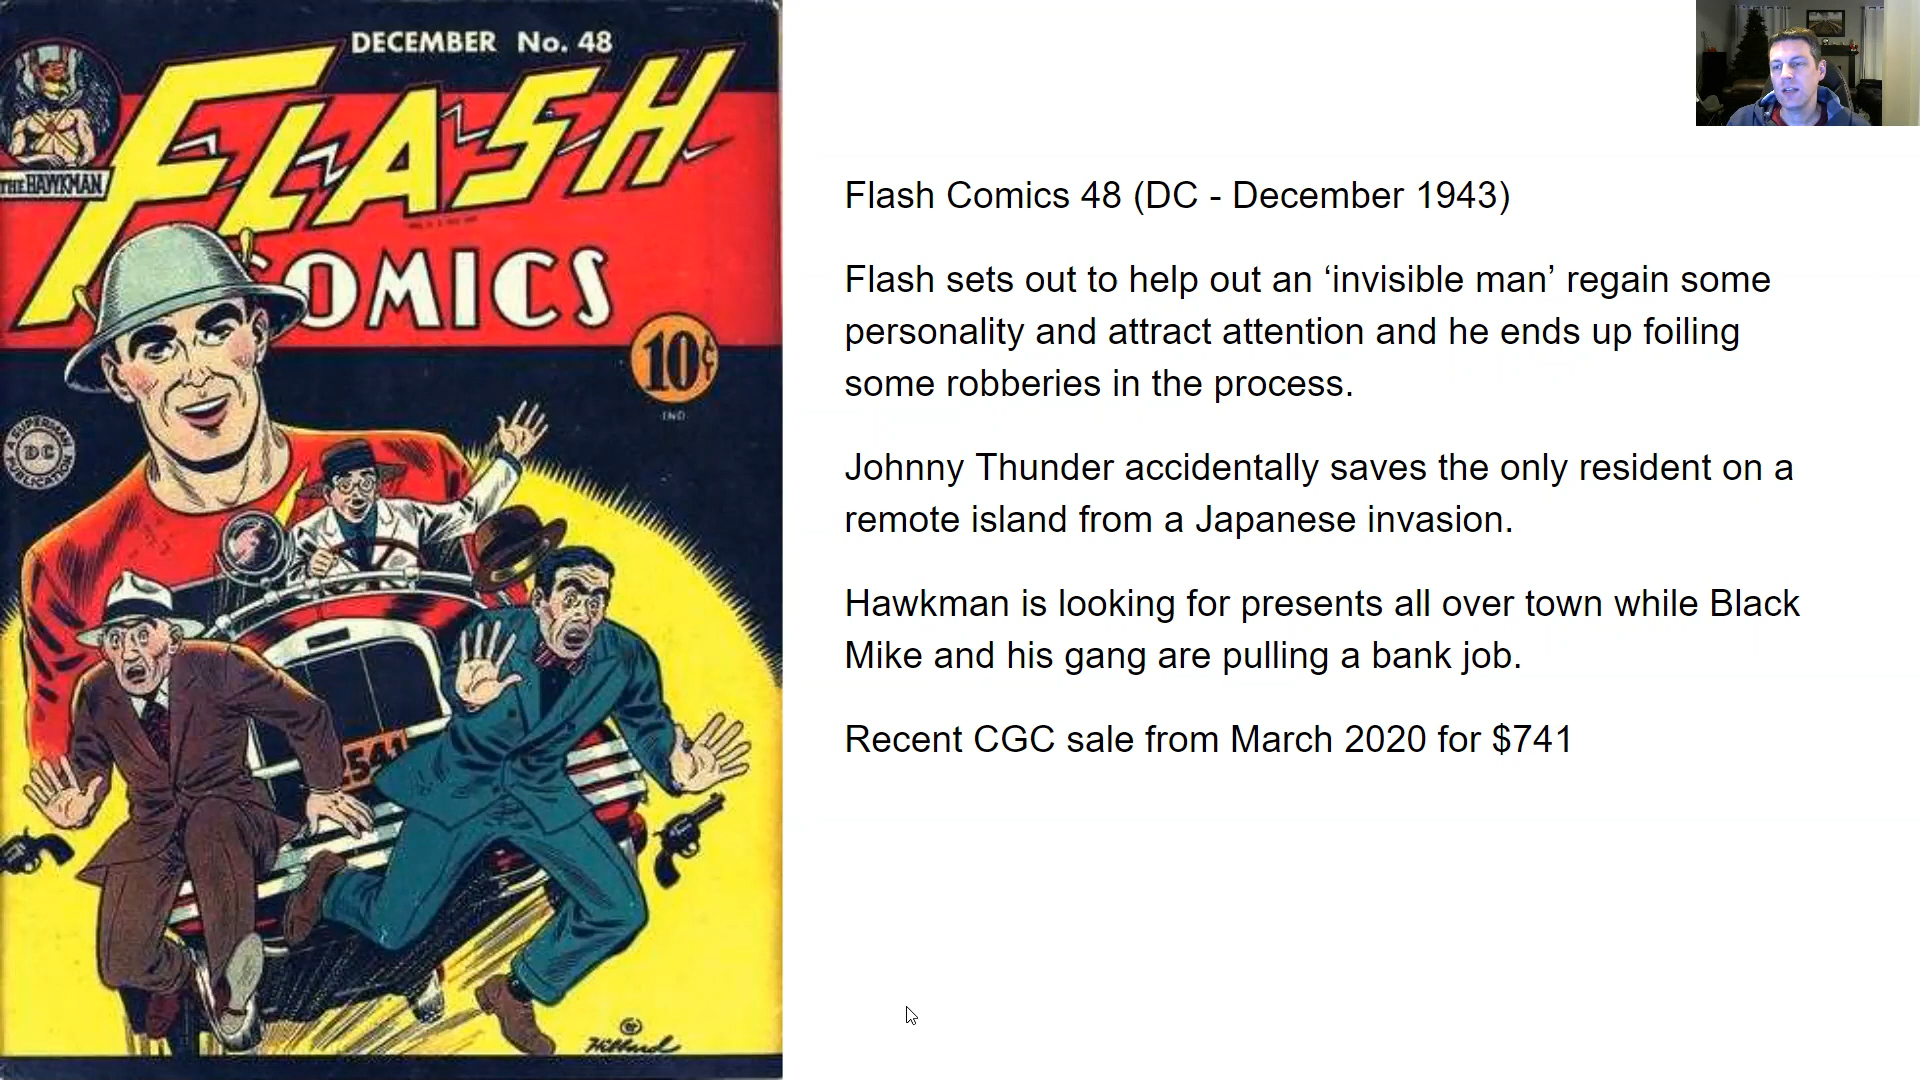 DECEMBER No. 48
FLASH
THE HAWKMAN
COMICS
10¢
A SUPERMAN
DC
PUBLICATION
Hibbard
Flash Comics 48 (DC - December 1943)
Flash sets out to help out an ‘invisible man’ regain some
personality and attract attention and he ends up foiling
some robberies in the process.
Johnny Thunder accidentally saves the only resident on a
remote island from a Japanese invasion.
Hawkman is looking for presents all over town while Black
Mike and his gang are pulling a bank job.
Recent CGC sale from March 2020 for $741